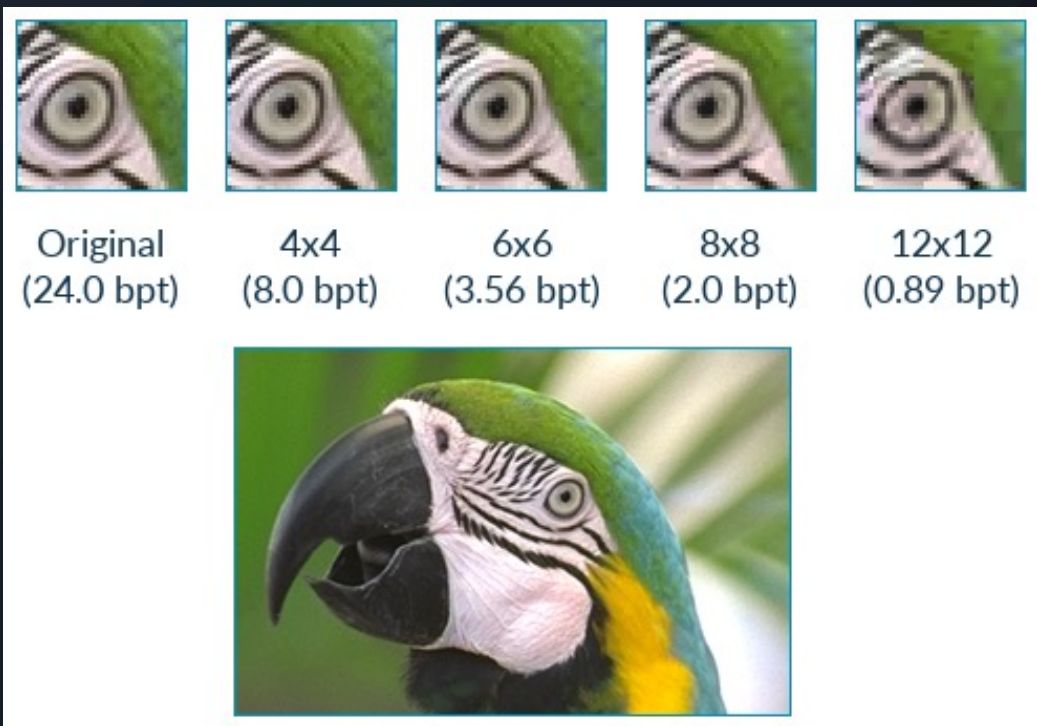 Original
(24.0 bpt)
4x4
(8.0 bpt)
6x6
(3.56 bpt)
8x8
(2.0 bpt)
12x12
(0.89 bpt)